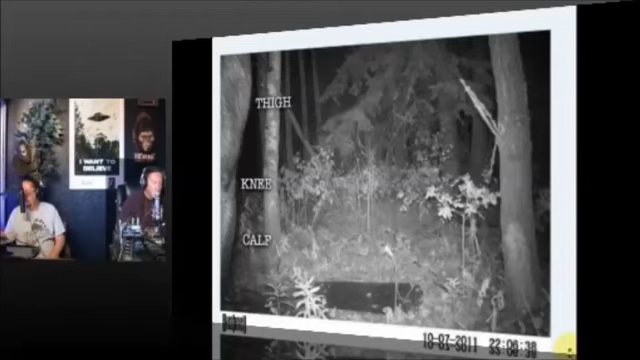 THIGH
KNEE
CALF
I WANT TO
BELIEVE
10-07-2011 22:06:38